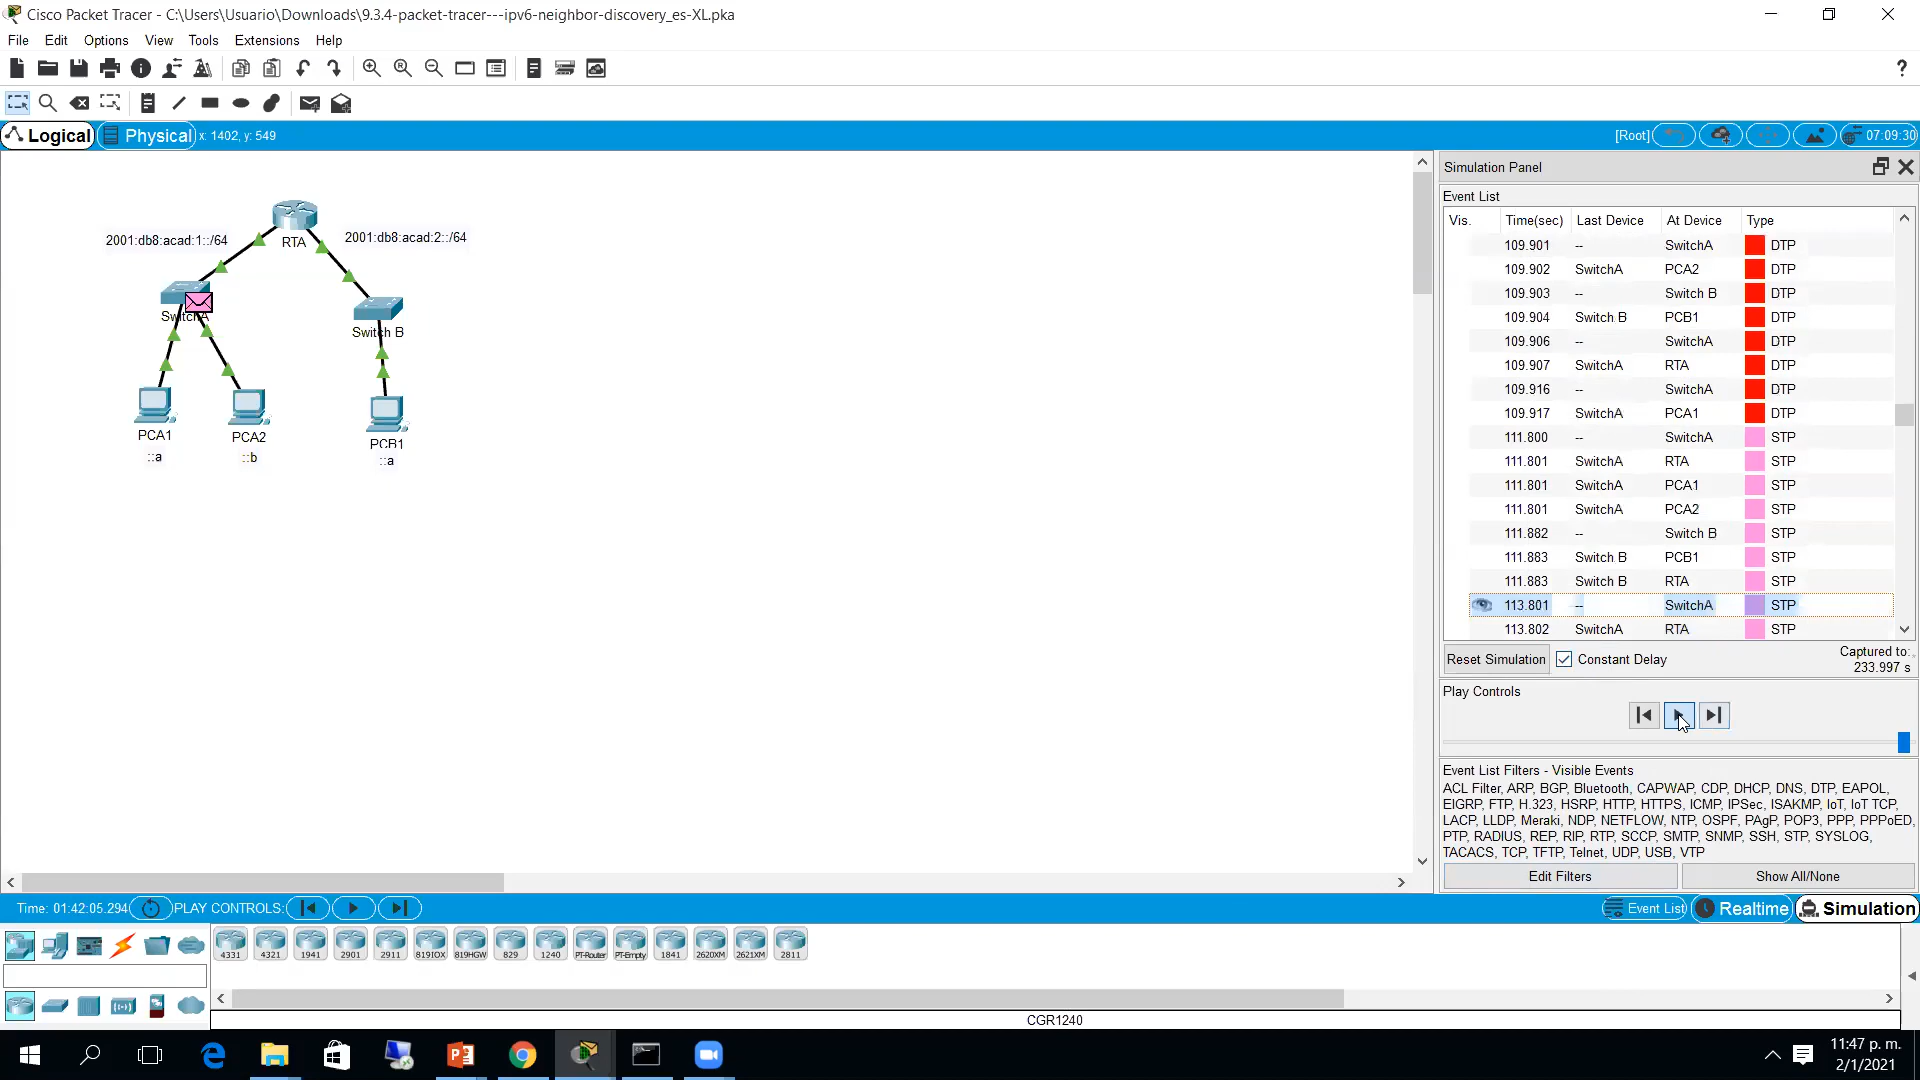 Cisco Packet Tracer - C:\Users\Usuario\Downloads\9.3.4-packet-tracer---ipv6-neighbor-discovery_es-XL.pka
File Edit Options View Tools Extensions Help
?
Logical Physical x: 1402, y: 549 [Root] 07:09:30
RTA
2001:db8:acad:1::/64
2001:db8:acad:2::/64
SwitchA
Switch B
PCA1
::a
PCA2
::b
PCB1
::a
Simulation Panel
Event List
Vis. Time(sec) Last Device At Device Type
109.901 -- SwitchA DTP
109.902 SwitchA PCA2 DTP
109.903 -- Switch B DTP
109.904 Switch B PCB1 DTP
109.906 -- SwitchA DTP
109.907 SwitchA RTA DTP
109.916 -- SwitchA DTP
109.917 SwitchA PCA1 DTP
111.800 -- SwitchA STP
111.801 SwitchA RTA STP
111.801 SwitchA PCA1 STP
111.801 SwitchA PCA2 STP
111.882 -- Switch B STP
111.883 Switch B PCB1 STP
111.883 Switch B RTA STP
113.801 -- SwitchA STP
113.802 SwitchA RTA STP
Reset Simulation Constant Delay Captured to:
233.997 s
Play Controls
Event List Filters - Visible Events
ACL Filter, ARP, BGP, Bluetooth, CAPWAP, CDP, DHCP, DNS, DTP, EAPOL,
EIGRP, FTP, H.323, HSRP, HTTP, HTTPS, ICMP, IPSec, ISAKMP, IoT, IoT TCP,
LACP, LLDP, Meraki, NDP, NETFLOW, NTP, OSPF, PAgP, POP3, PPP, PPPoED,
PTP, RADIUS, REP, RIP, RTP, SCCP, SMTP, SNMP, SSH, STP, SYSLOG,
TACACS, TCP, TFTP, Telnet, UDP, USB, VTP
Edit Filters Show All/None
Time: 01:42:05.294 PLAY CONTROLS: Event List Realtime Simulation
4331 4321 1941 2901 2911 819IOX 819HGW 829 1240 PT-Router PT-Empty 1841 2620XM 2621XM 2811
CGR1240
11:47 p. m.
2/1/2021